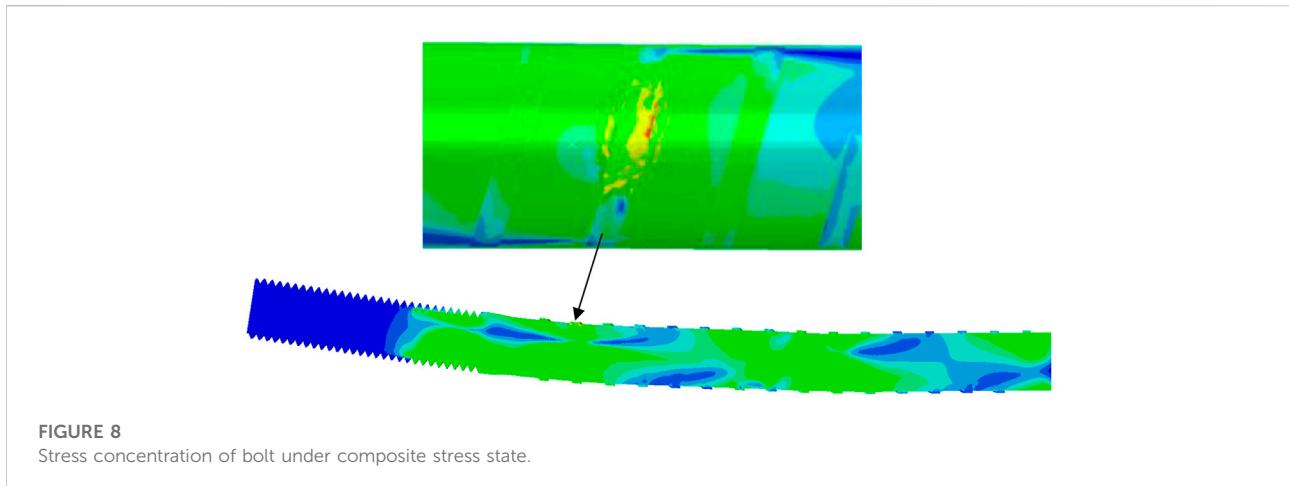 FIGURE 8
Stress concentration of bolt under composite stress state.